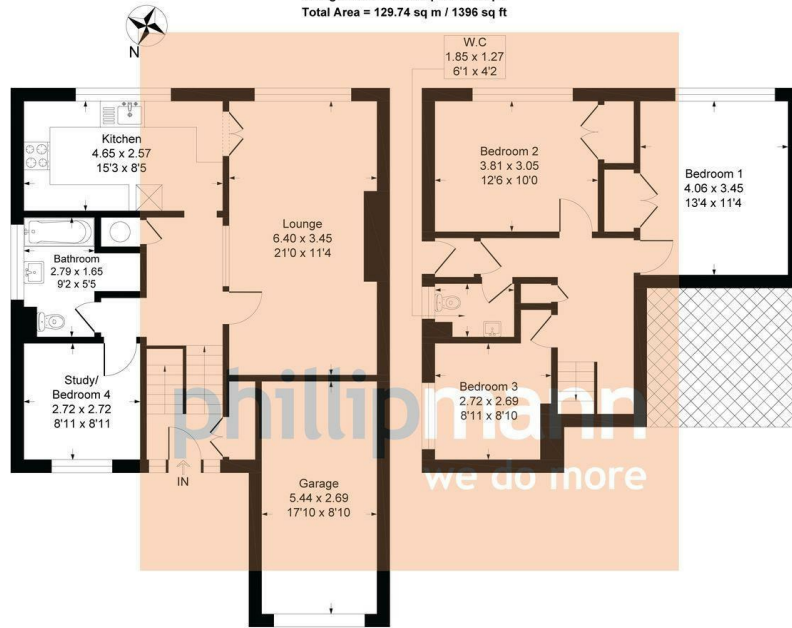 Total Area = 129.74 sq m / 1396 sq ft
N
W.C
1.85 x 1.27
6'1 x 4'2
Kitchen
4.65 x 2.57
15'3 x 8'5
Lounge
6.40 x 3.45
21'0 x 11'4
Bedroom 2
3.81 x 3.05
12'6 x 10'0
Bedroom 1
4.06 x 3.45
13'4 x 11'4
Bathroom
2.79 x 1.65
9'2 x 5'5
Study/
Bedroom 4
2.72 x 2.72
8'11 x 8'11
Bedroom 3
2.72 x 2.69
8'11 x 8'10
IN
Garage
5.44 x 2.69
17'10 x 8'10
phillipmann
we do more